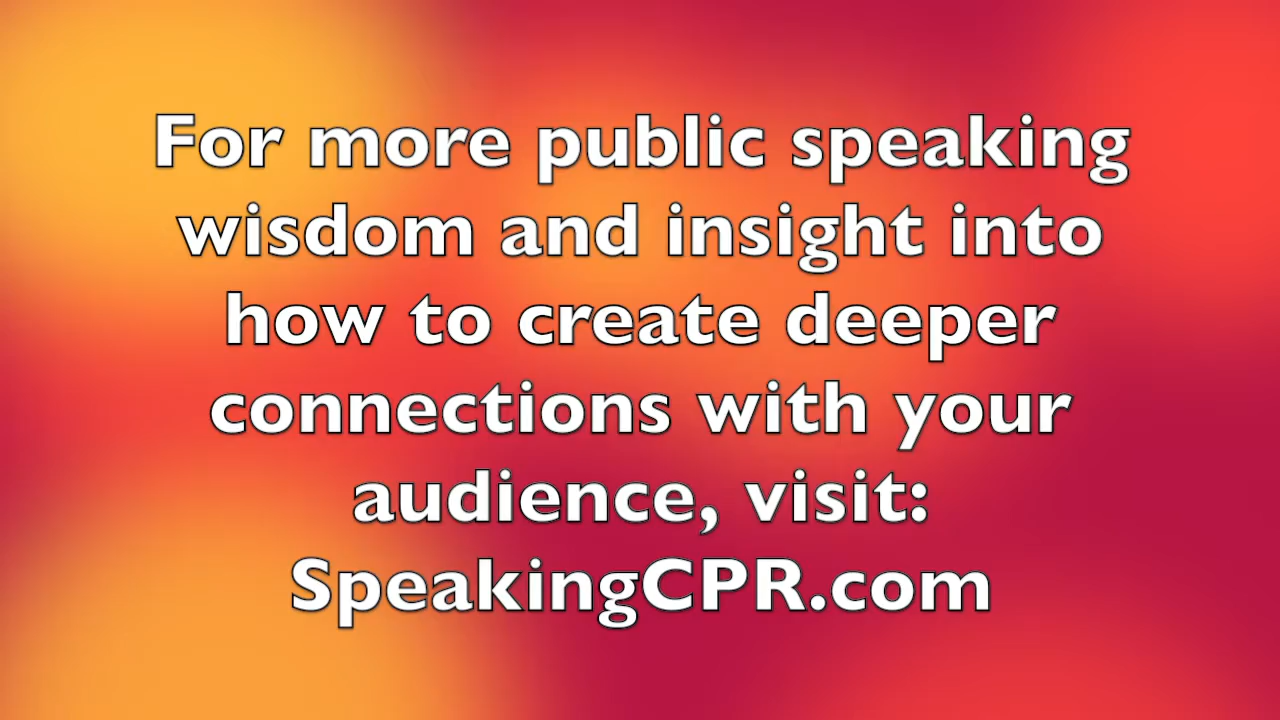 For more public speaking
wisdom and insight into
how to create deeper
connections with your
audience, visit:
SpeakingCPR.com